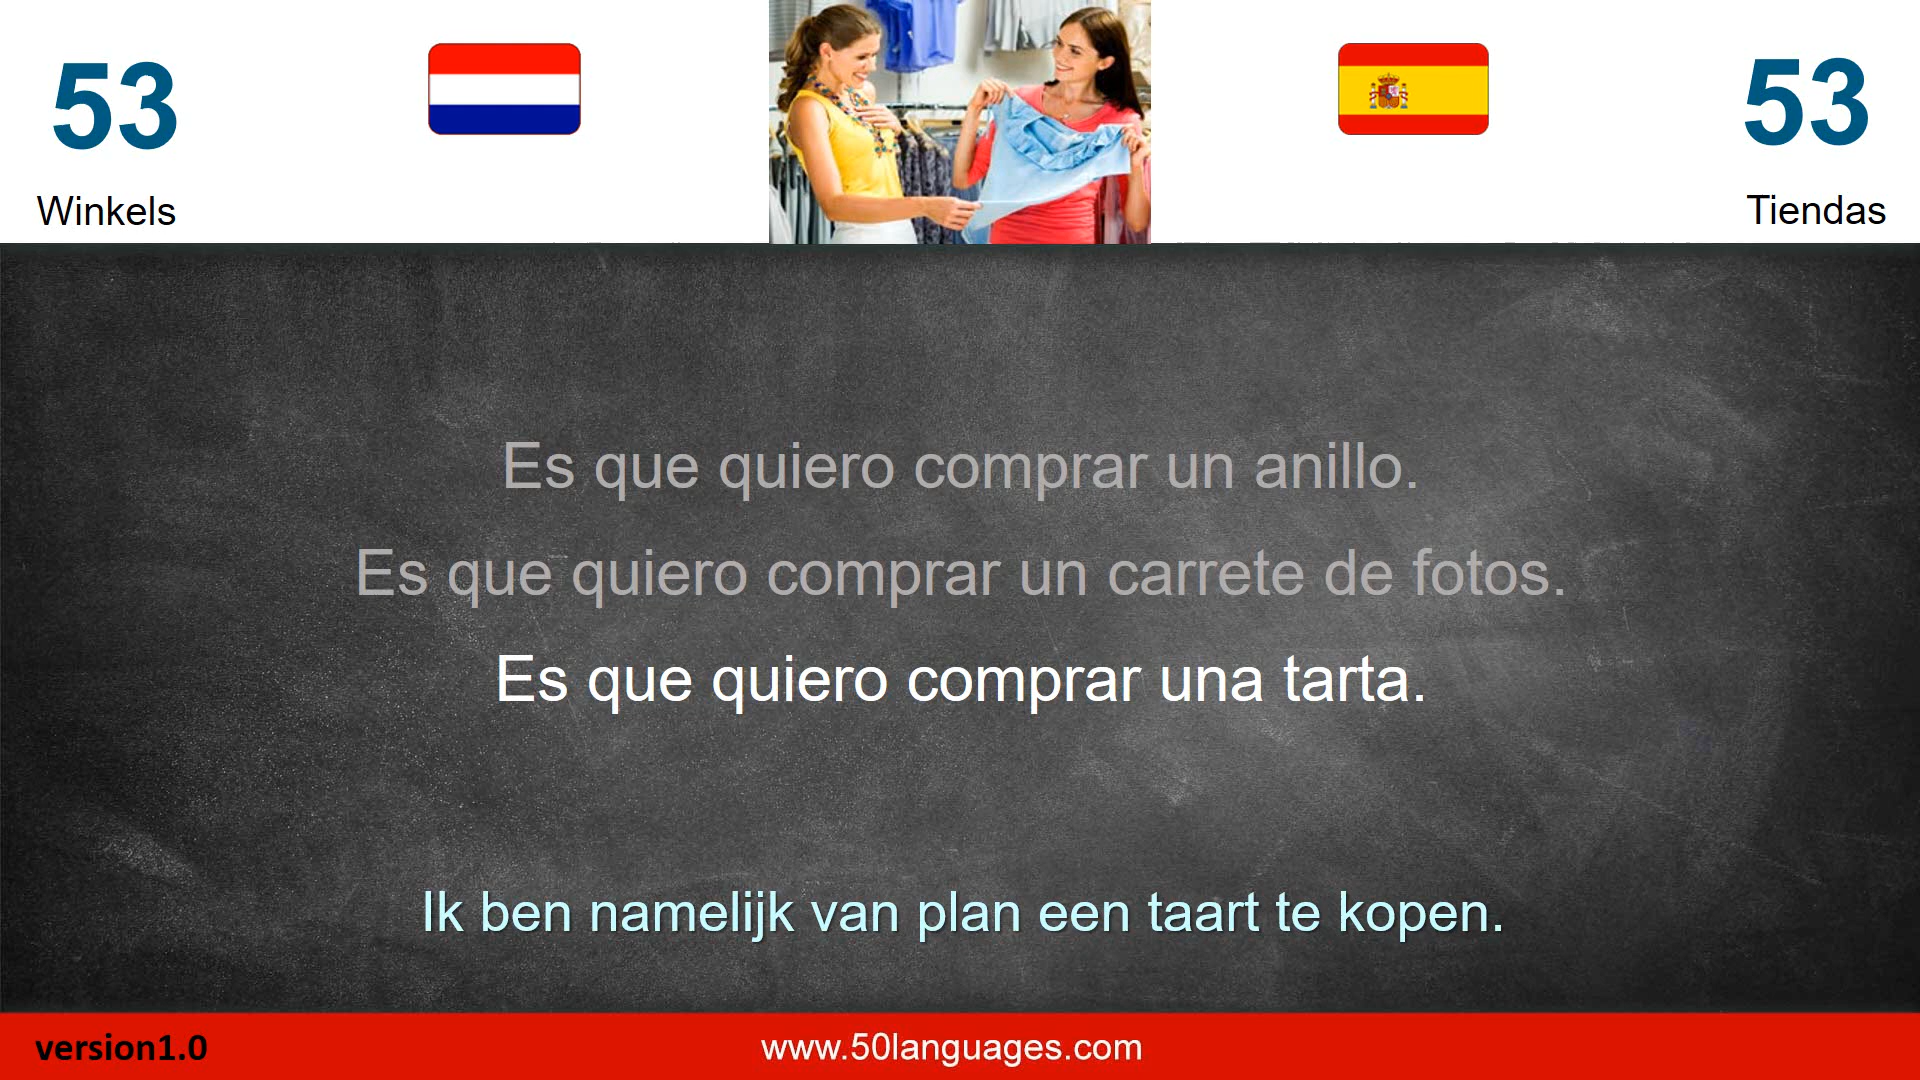 53
53
Winkels
Tiendas
Es que quiero comprar un anillo.
Es que quiero comprar un carrete de fotos.
Es que quiero comprar una tarta.
Ik ben namelijk van plan een taart te kopen.
version1.0
www.50languages.com